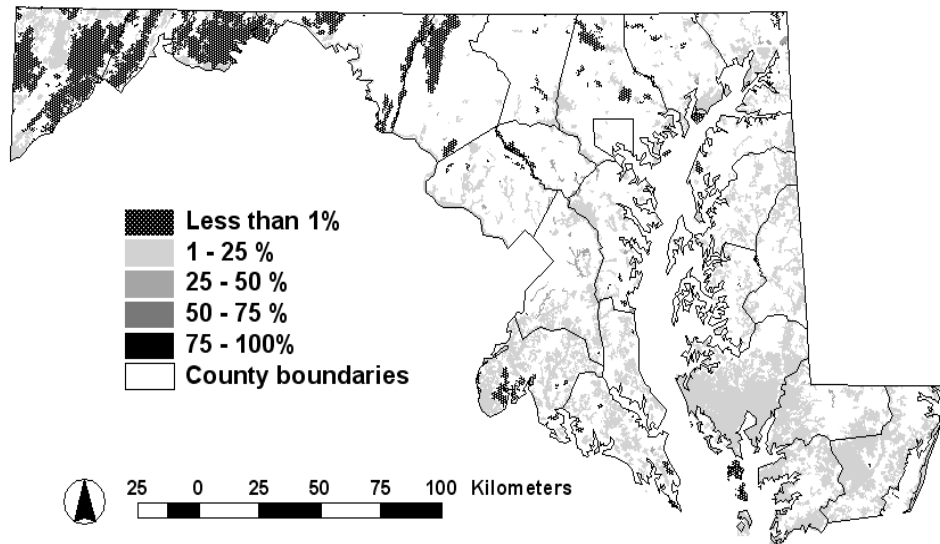 Less than 1%
1 - 25 %
25 - 50 %
50 - 75 %
75 - 100%
County boundaries
25 0 25 50 75 100 Kilometers